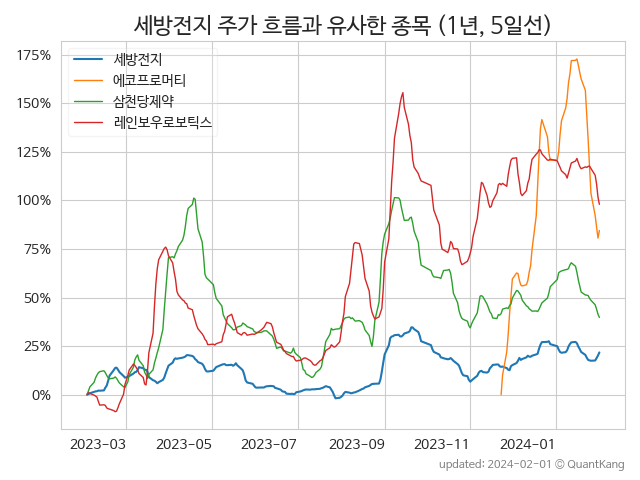 세방전지 주가 흐름과 유사한 종목 (1년, 5일선)
175%
150%
125%
100%
75%
50%
25%
0%
세방전지
에코프로머티
삼천당제약
레인보우로보틱스
2023-03 2023-05 2023-07 2023-09 2023-11 2024-01
updated: 2024-02-01 © QuantKang